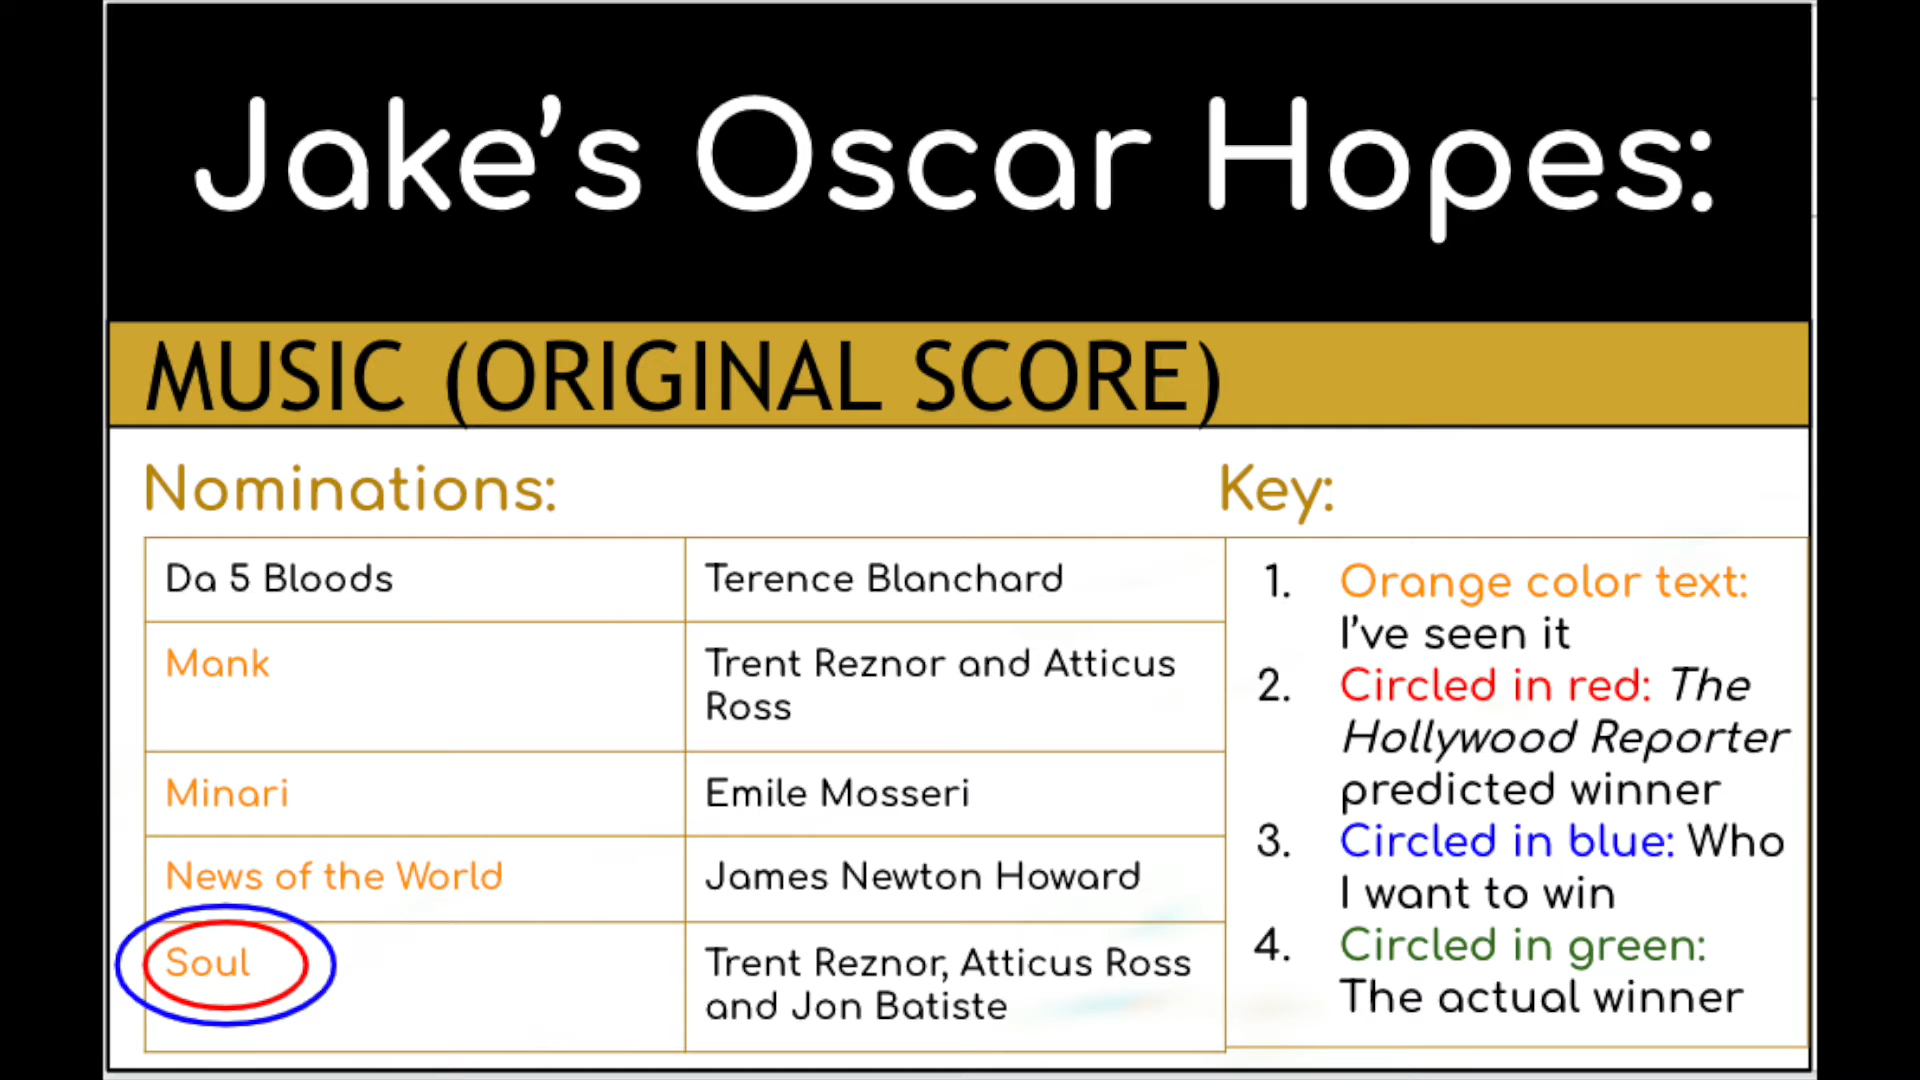 Jake’s Oscar Hopes:
MUSIC (ORIGINAL SCORE)
Nominations:
Da 5 Bloods
Terence Blanchard
Mank
Trent Reznor and Atticus
Ross
Minari
Emile Mosseri
News of the World
James Newton Howard
Soul
Trent Reznor, Atticus Ross
and Jon Batiste
Key:
1. Orange color text:
I’ve seen it
2. Circled in red: The
Hollywood Reporter
predicted winner
3. Circled in blue: Who
I want to win
4. Circled in green:
The actual winner